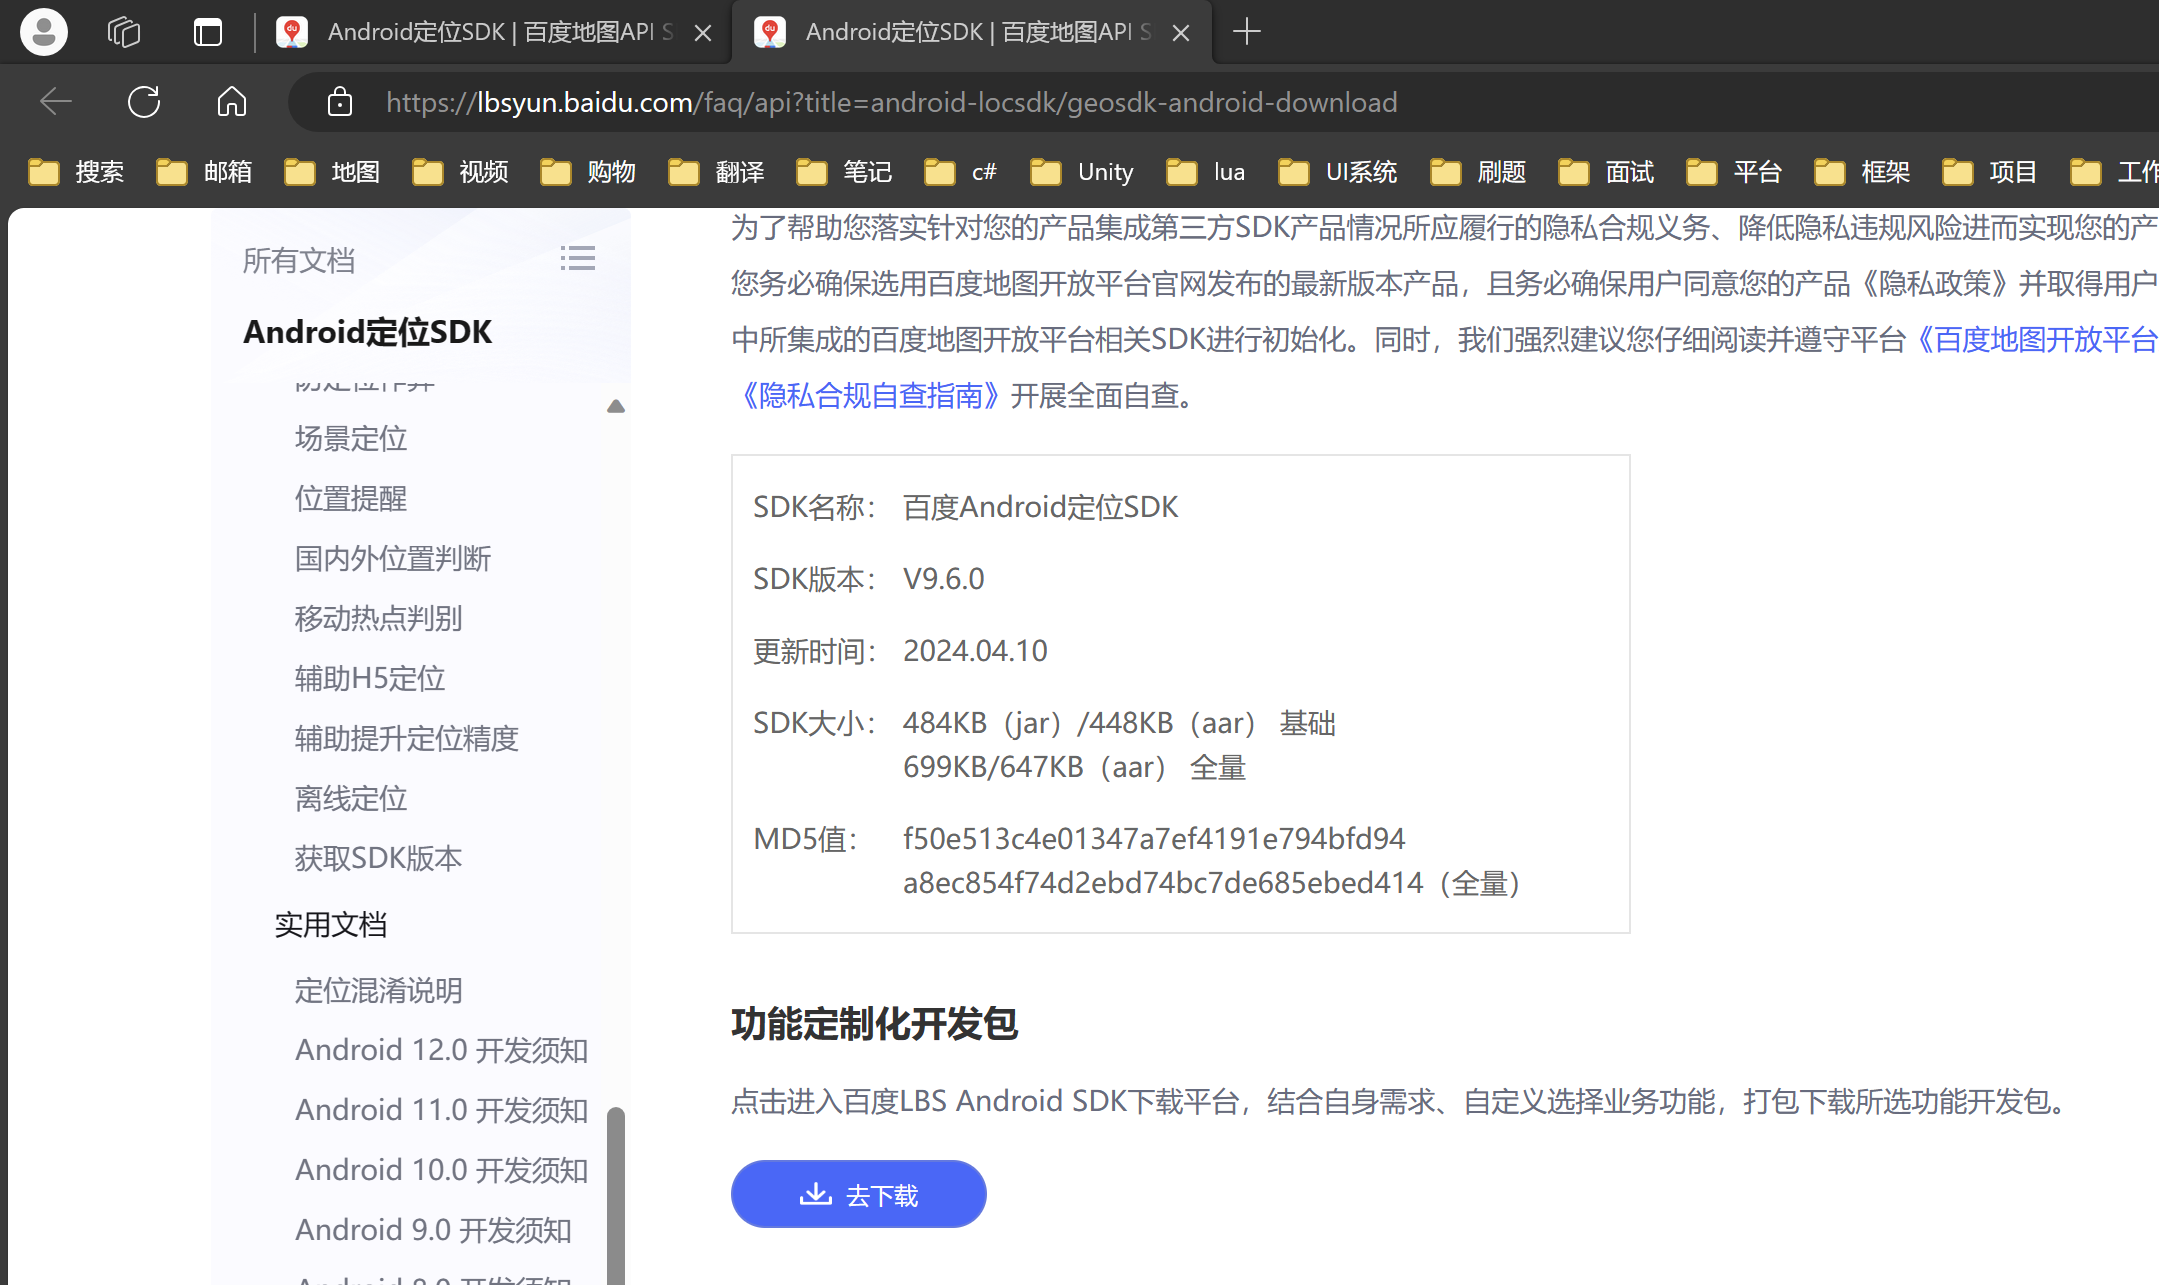 Android定位SDK | 百度地图API S
Android定位SDK | 百度地图API S
https://lbsyun.baidu.com/faq/api?title=android-locsdk/geosdk-android-download
搜索 邮箱 地图 视频 购物 翻译 笔记 c# Unity lua UI系统 刷题 面试 平台 框架 项目 工作
所有文档
Android定位SDK
防定位作弊
场景定位
位置提醒
国内外位置判断
移动热点判别
辅助H5定位
辅助提升定位精度
离线定位
获取SDK版本
实用文档
定位混淆说明
Android 12.0 开发须知
Android 11.0 开发须知
Android 10.0 开发须知
Android 9.0 开发须知
Android 8.0 开发须知
为了帮助您落实针对您的产品集成第三方SDK产品情况所应履行的隐私合规义务、降低隐私违规风险进而实现您的产
您务必确保选用百度地图开放平台官网发布的最新版本产品，且务必确保用户同意您的产品《隐私政策》并取得用户
中所集成的百度地图开放平台相关SDK进行初始化。同时，我们强烈建议您仔细阅读并遵守平台《百度地图开放平台
《隐私合规自查指南》开展全面自查。
SDK名称： 百度Android定位SDK
SDK版本： V9.6.0
更新时间： 2024.04.10
SDK大小： 484KB（jar）/448KB（aar） 基础
699KB/647KB（aar） 全量
MD5值： f50e513c4e01347a7ef4191e794bfd94
a8ec854f74d2ebd74bc7de685ebed414（全量）
功能定制化开发包
点击进入百度LBS Android SDK下载平台，结合自身需求、自定义选择业务功能，打包下载所选功能开发包。
去下载